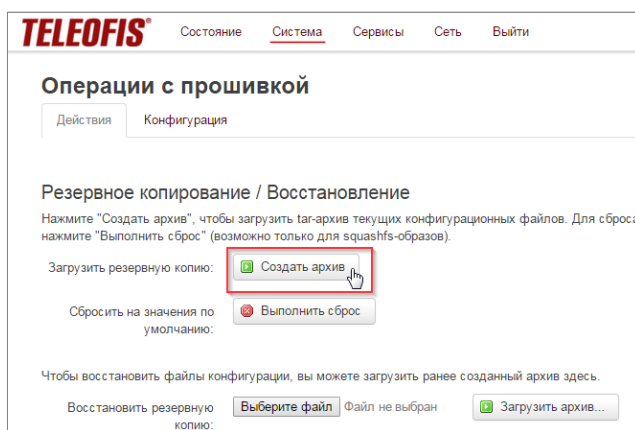 TELEOFIS®
Состояние Система Сервисы Сеть Выйти
Операции с прошивкой
Действия Конфигурация
Резервное копирование / Восстановление
Нажмите "Создать архив", чтобы загрузить tar-архив текущих конфигурационных файлов. Для сброса
нажмите "Выполнить сброс" (возможно только для squashfs-образов).
Загрузить резервную копию: Создать архив
Сбросить на значения по Выполнить сброс
умолчанию:
Чтобы восстановить файлы конфигурации, вы можете загрузить ранее созданный архив здесь.
Восстановить резервную Выберите файл Файл не выбран Загрузить архив...
копию: